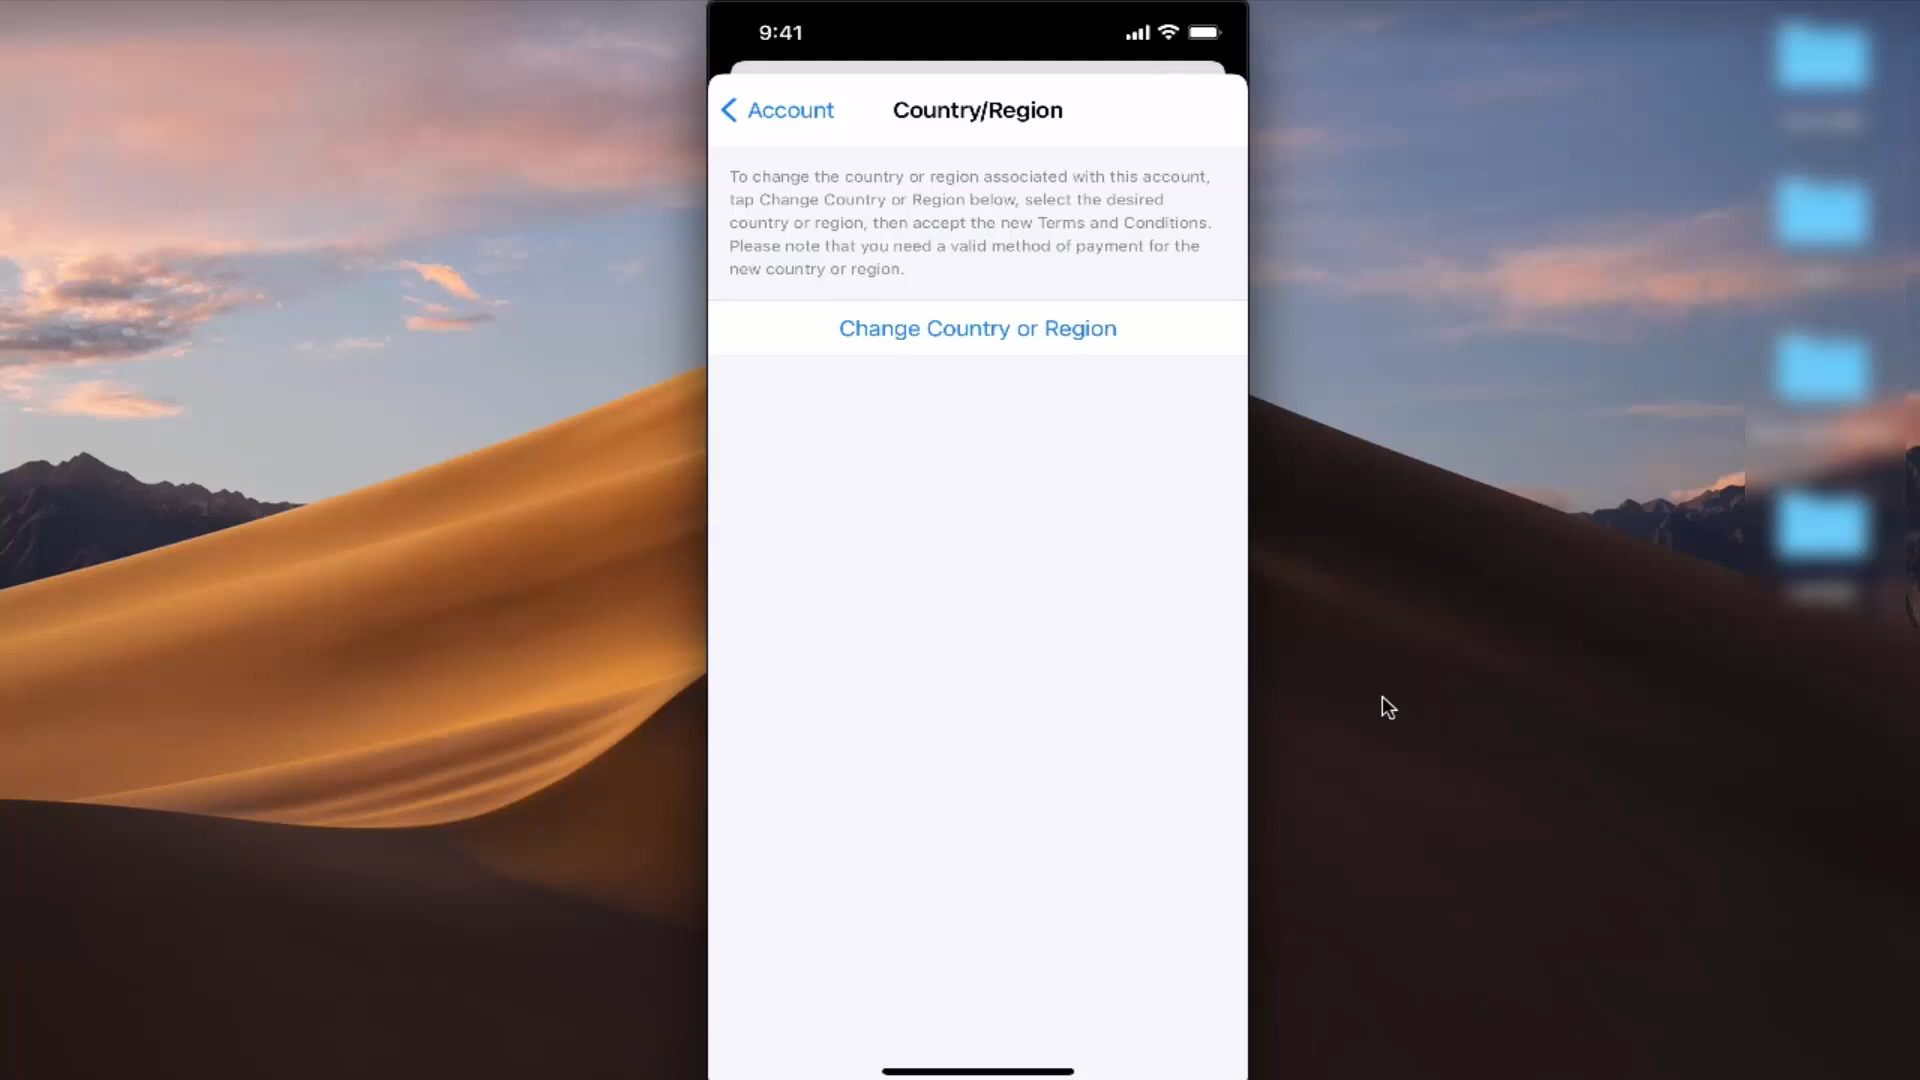 9:41
Account
Country/Region
To change the country or region associated with this account,
tap Change Country or Region below, select the desired
country or region, then accept the new Terms and Conditions.
Please note that you need a valid method of payment for the
new country or region.
Change Country or Region